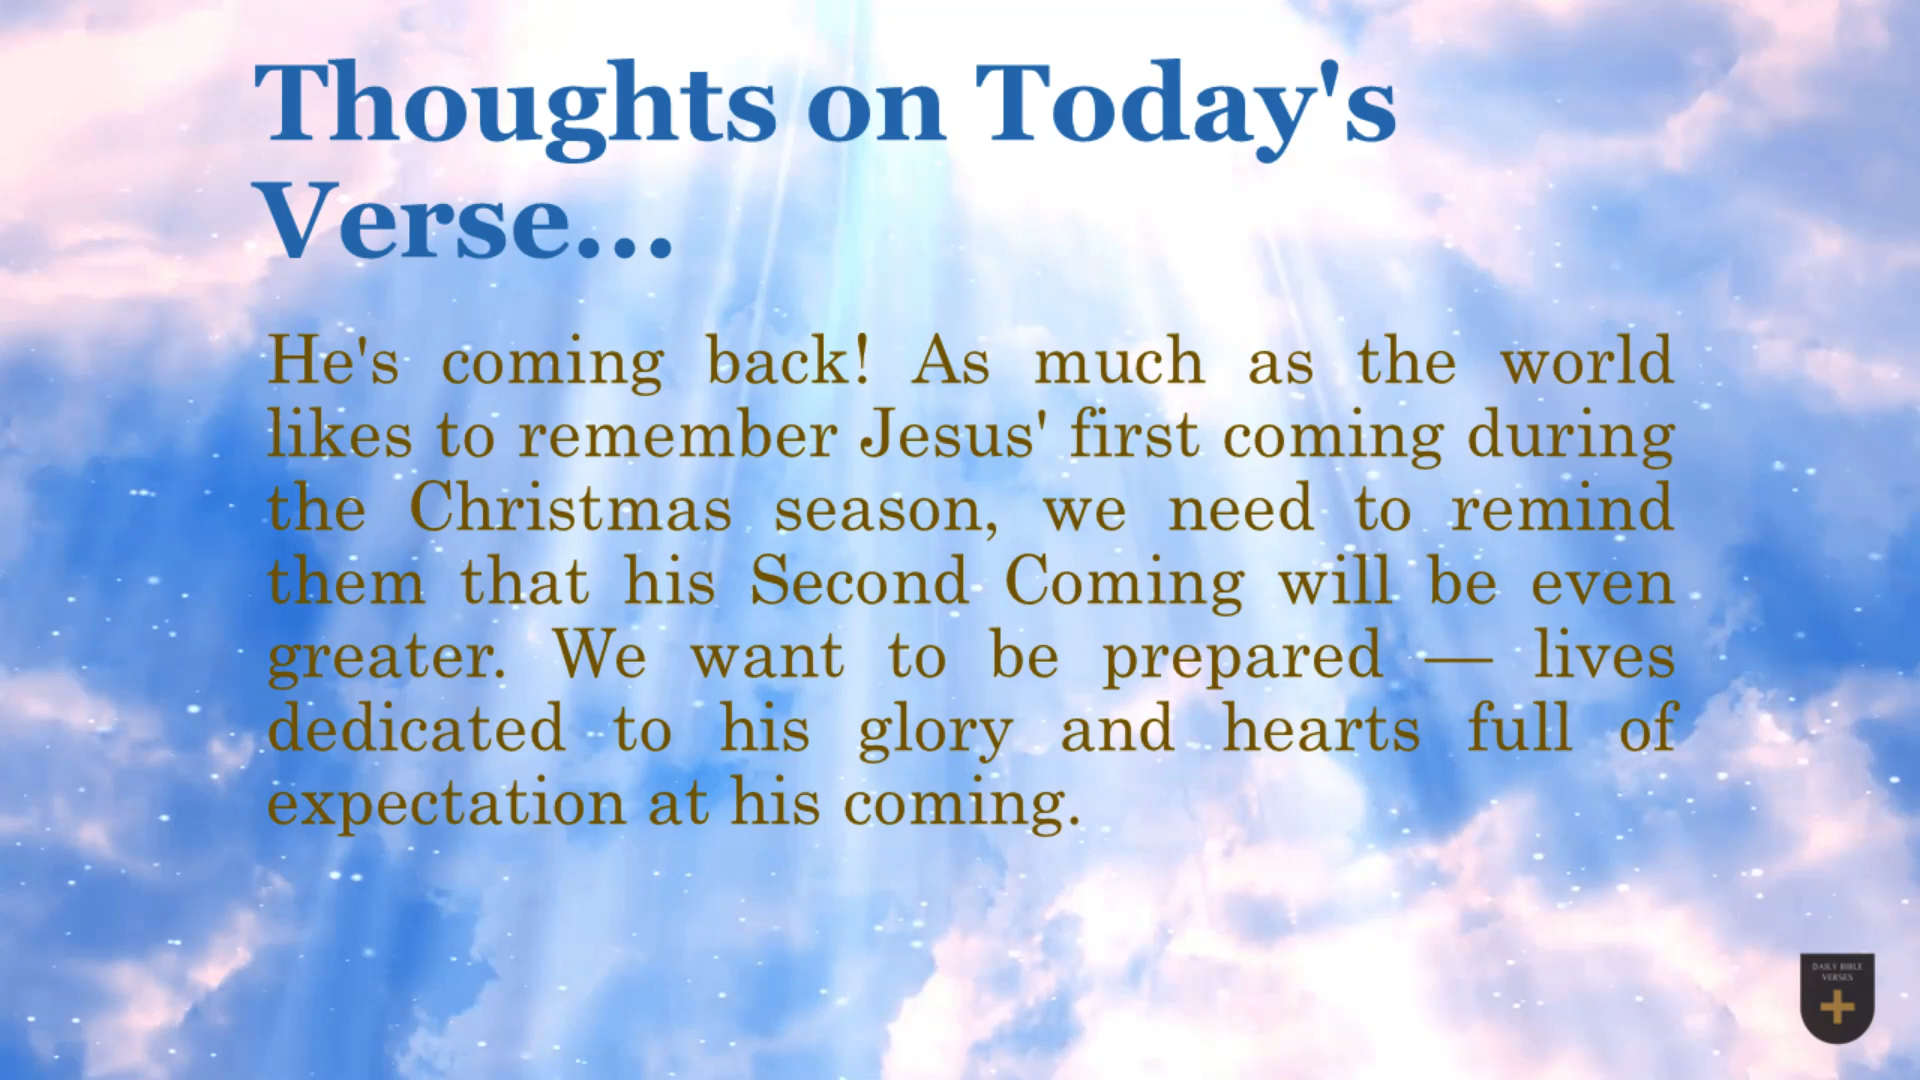 Thoughts on Today's
Verse...
He's coming back! As much as the world
likes to remember Jesus' first coming during
the Christmas season, we need to remind
them that his Second Coming will be even
greater. We want to be prepared — lives
dedicated to his glory and hearts full of
expectation at his coming.
DAILY BIBLE
VERSES